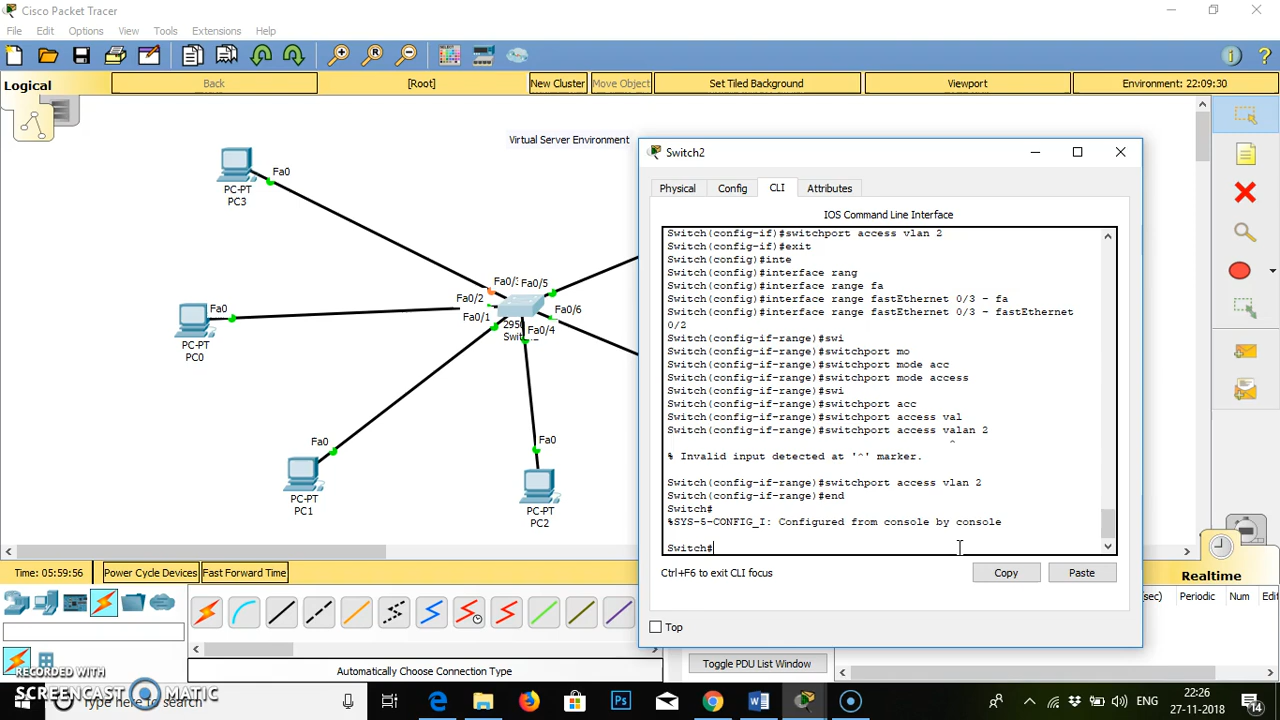 Cisco Packet Tracer
File Edit Options View Tools Extensions Help
Logical Back [Root] New Cluster Move Object Set Tiled Background Viewport Environment: 22:09:30
Virtual Server Environment
Fa0
PC-PT
PC3
Fa0
PC-PT
PC0
Fa0
PC-PT
PC1
Fa0
PC-PT
PC2
Fa0/5
Fa0/2
Fa0/1
Fa0/6
Fa0/4
Switch2
Physical Config CLI Attributes
IOS Command Line Interface
Switch(config-if)#switchport access vlan 2
Switch(config-if)#exit
Switch(config)#inte
Switch(config)#interface rang
Switch(config)#interface range fa
Switch(config)#interface range fastEthernet 0/3 - fa
Switch(config)#interface range fastEthernet 0/3 - fastEthernet
0/2
Switch(config-if-range)#swi
Switch(config-if-range)#switchport mo
Switch(config-if-range)#switchport mode acc
Switch(config-if-range)#switchport mode access
Switch(config-if-range)#swi
Switch(config-if-range)#switchport acc
Switch(config-if-range)#switchport access val
Switch(config-if-range)#switchport access valan 2
^
% Invalid input detected at '^' marker.
Switch(config-if-range)#switchport access vlan 2
Switch(config-if-range)#end
Switch#
%SYS-5-CONFIG_I: Configured from console by console
Switch#
Ctrl+F6 to exit CLI focus Copy Paste
Top
Time: 05:59:56 Power Cycle Devices Fast Forward Time Realtime
Periodic Num Edit
Automatically Choose Connection Type
Toggle PDU List Window
RECORDED WITH
SCREENCAST MATIC
Type here to search
ENG
22:26
27-11-2018
14